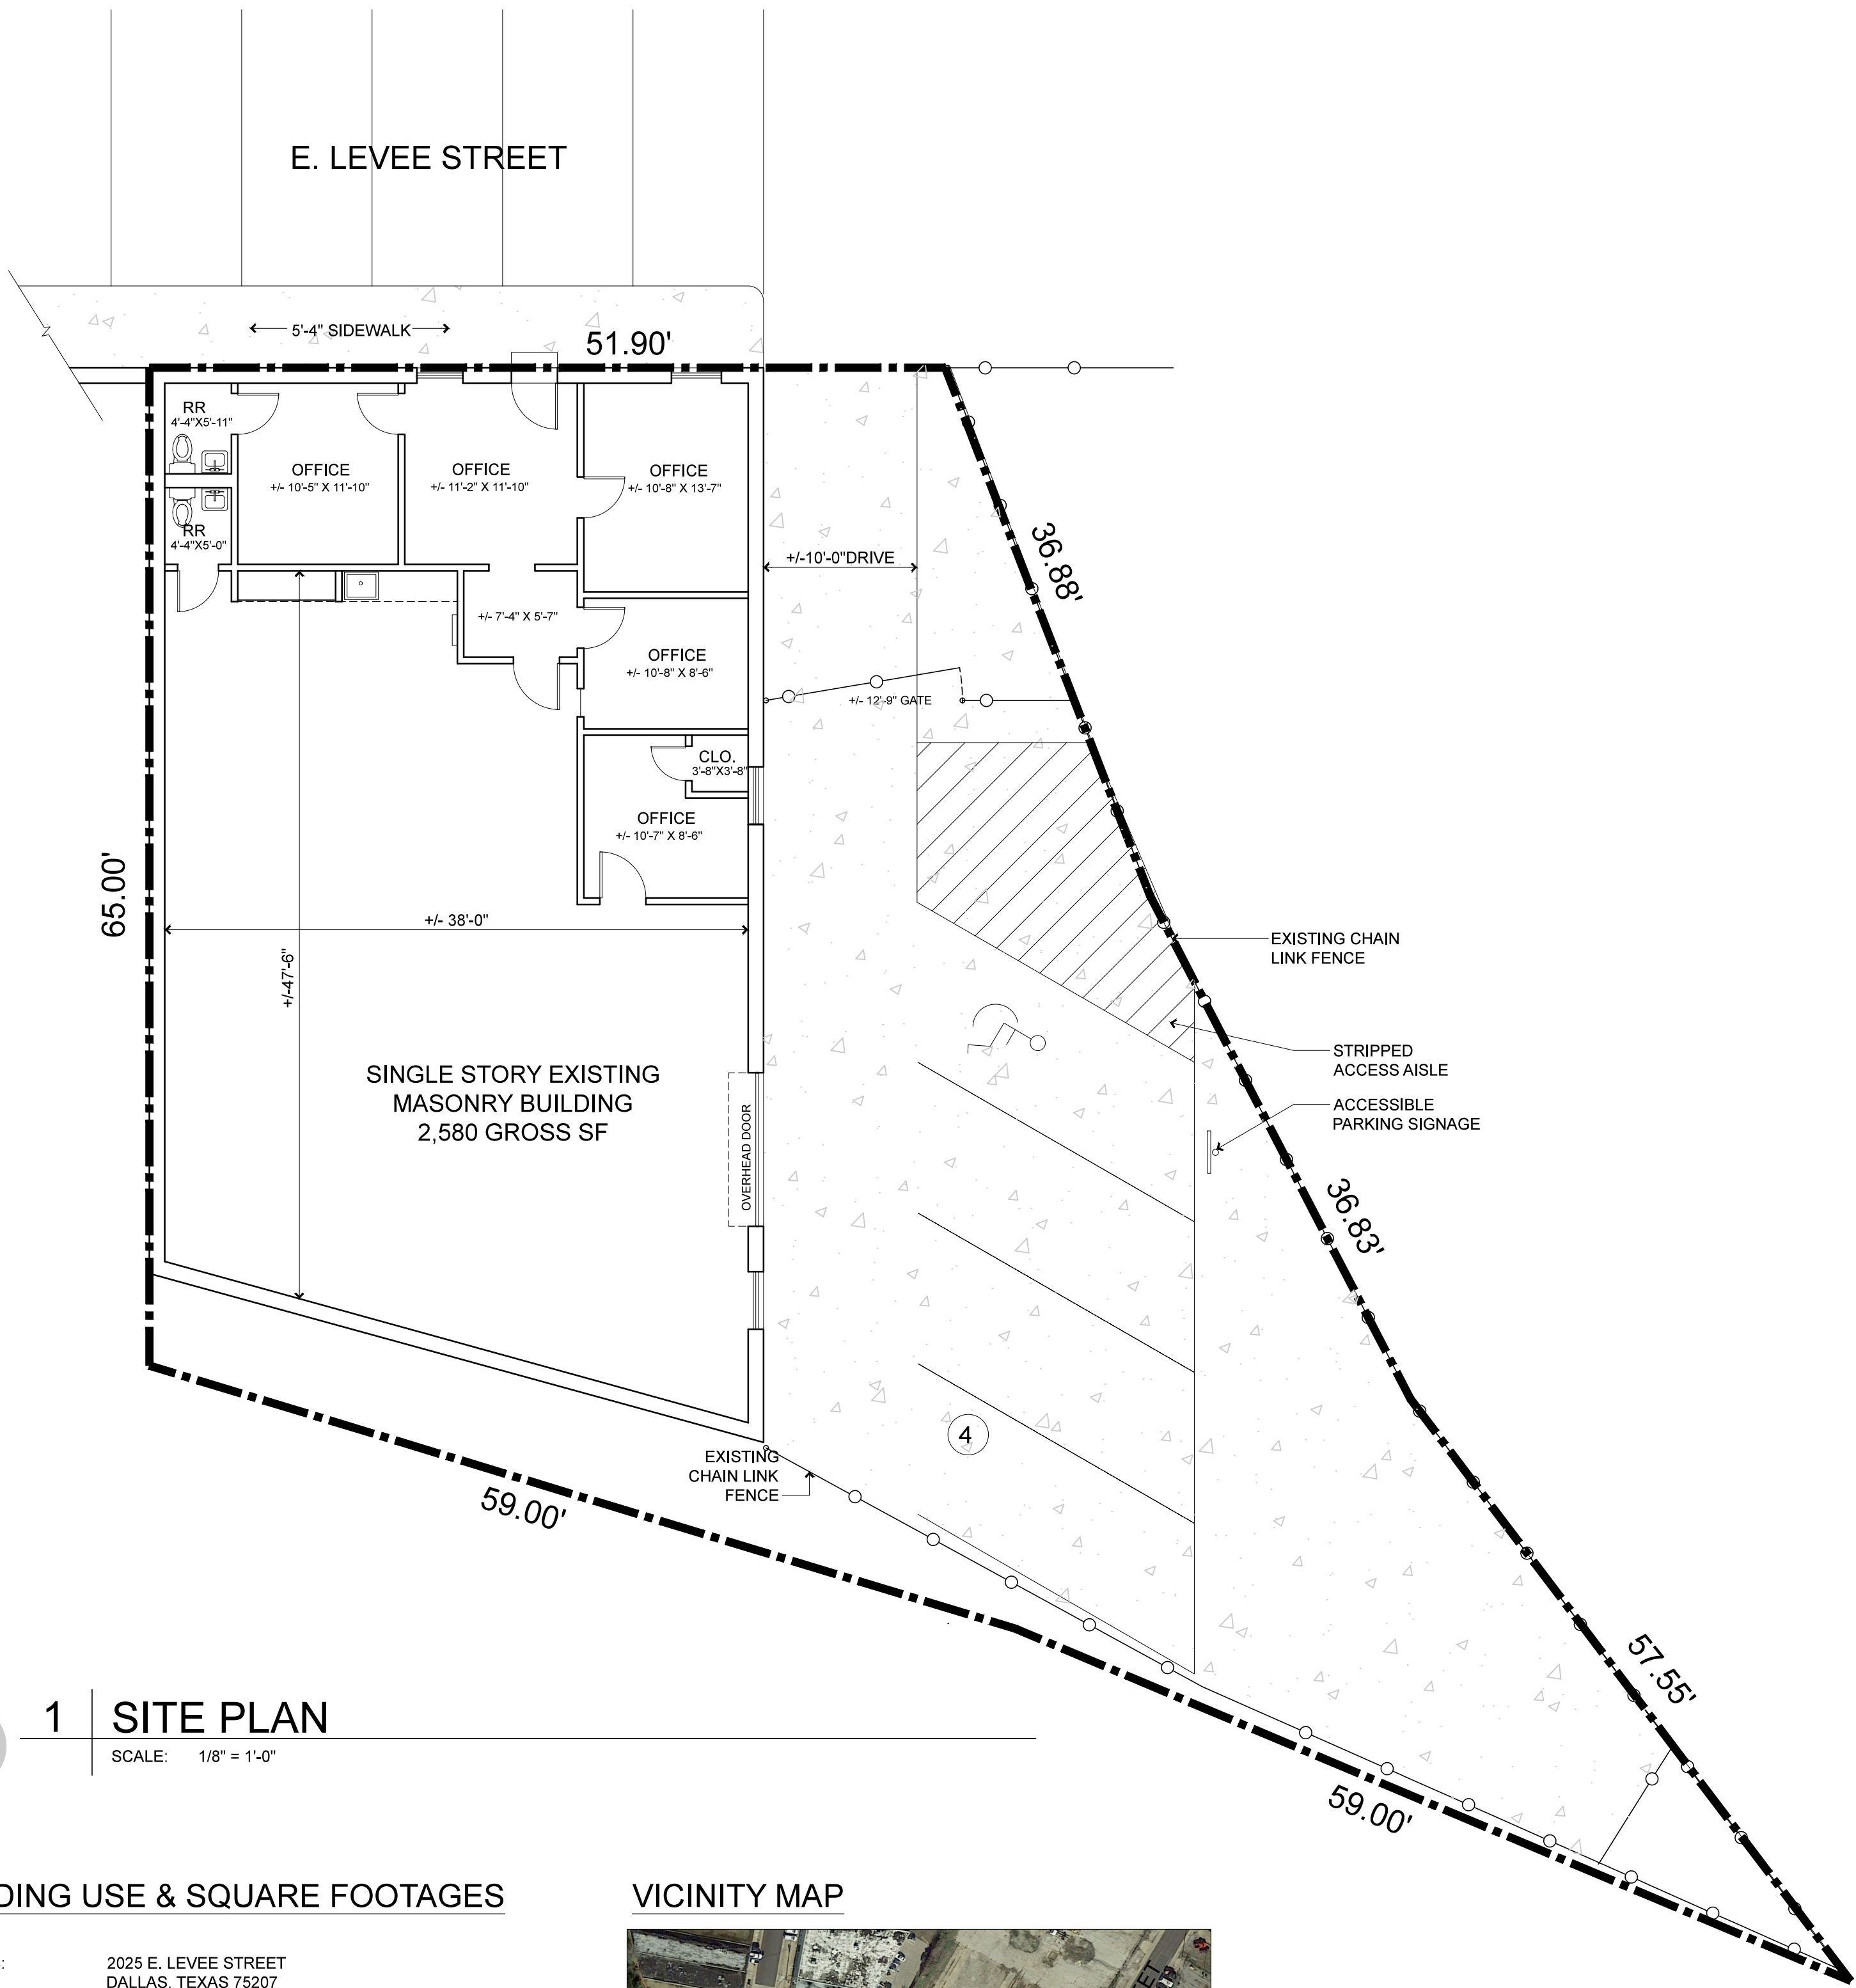 E. LEVEE STREET
5'-4" SIDEWALK
51.90'
RR
4'-4"X5'-11"
OFFICE
+/- 10'-5" X 11'-10"
OFFICE
+/- 11'-2" X 11'-10"
OFFICE
+/- 10'-8" X 13'-7"
RR
4'-4"X5'-0"
+/-10'-0"DRIVE
36.88'
+/- 7'-4" X 5'-7"
OFFICE
+/- 10'-8" X 8'-6"
+/- 12'-9" GATE
CLO.
3'-8"X3'-8"
OFFICE
+/- 10'-7" X 8'-6"
65.00'
+/- 38'-0"
+/-47'-6"
EXISTING CHAIN
LINK FENCE
STRIPPED
ACCESS AISLE
ACCESSIBLE
PARKING SIGNAGE
SINGLE STORY EXISTING
MASONRY BUILDING
2,580 GROSS SF
OVERHEAD DOOR
36.83'
4
EXISTING
CHAIN LINK
FENCE
59.00'
57.55'
59.00'
1 SITE PLAN
SCALE: 1/8" = 1'-0"
DING USE & SQUARE FOOTAGES
VICINITY MAP
: 2025 E. LEVEE STREET
DALLAS, TEXAS 75207
ET